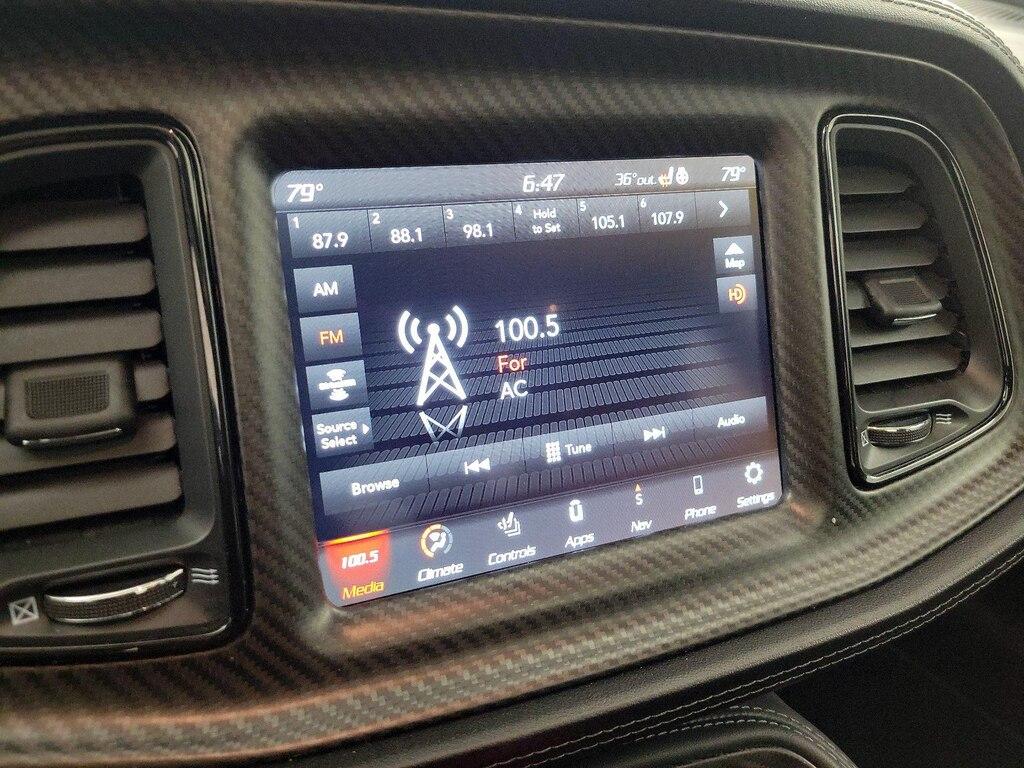 79° 6:47 36°out. 79°
1 87.9 2 88.1 3 98.1 4 Hold to Set 5 105.1 6 107.9
Map
AM
HD
FM
100.5
For
AC
SiriusXM
Source
Select
Browse Tune Audio
100.5
Media Climate Controls Apps S Nav Phone Settings